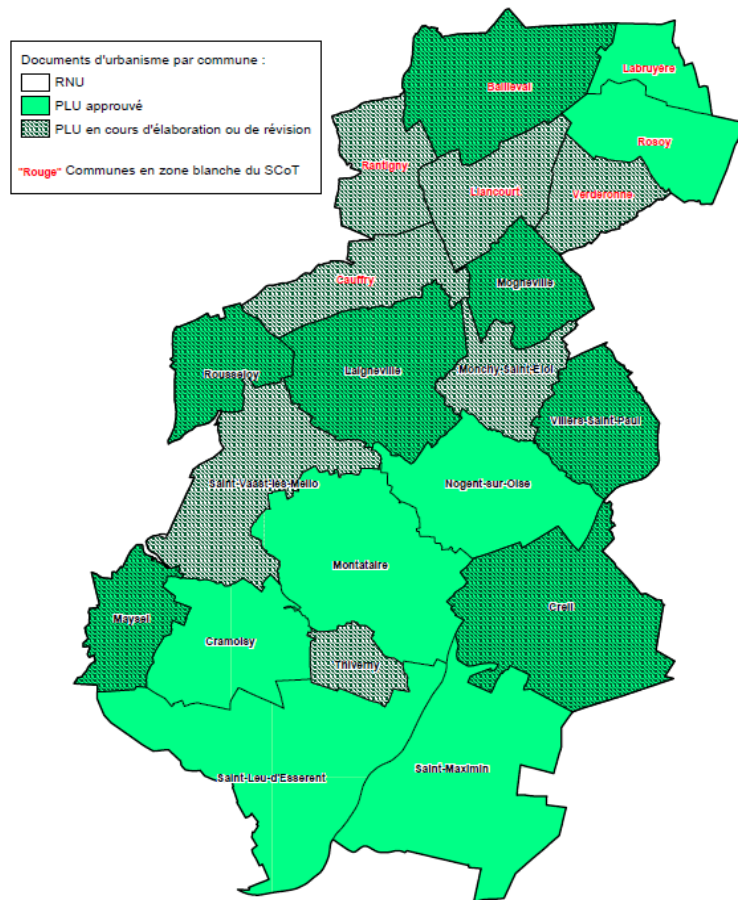 Documents d'urbanisme par commune :
RNU
PLU approuvé
PLU en cours d'élaboration ou de révision
"Rouge" Communes en zone blanche du SCoT
Bailleval
Labruyère
Rosoy
Rantigny
Liancourt
Verderonne
Cauffry
Mogneville
Rousseloy
Laigneville
Monchy-Saint-Eloi
Villers-Saint-Paul
Saint-Vaast-les-Mello
Nogent-sur-Oise
Montataire
Creil
Maysel
Cramoisy
Thiverny
Saint-Leu-d'Esserent
Saint-Maximin